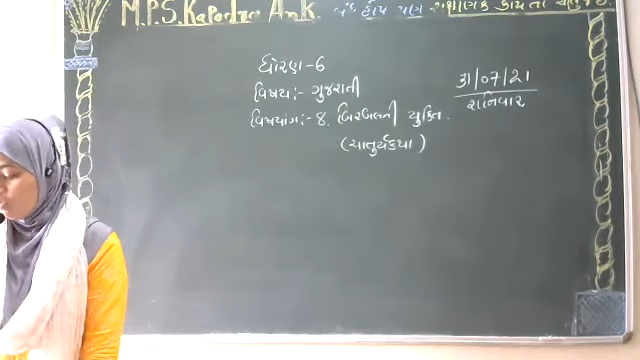 M.P.S. Kapodra Ank.
ધોરણ-6
વિષય:- ગુજરાતી
વિષયાંગ:- 8. બિરબલની યુક્તિ.
(ચાતુર્યકથા)
31/07/21
શનિવાર